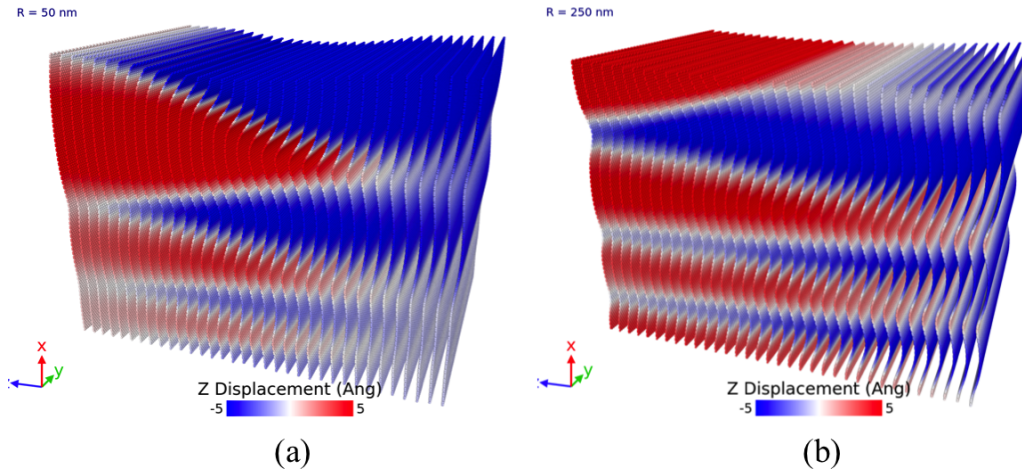 R = 50 nm
R = 250 nm
x
y
Z Displacement (Ang)
-5
5
x
y
Z Displacement (Ang)
-5
5
(a)
(b)